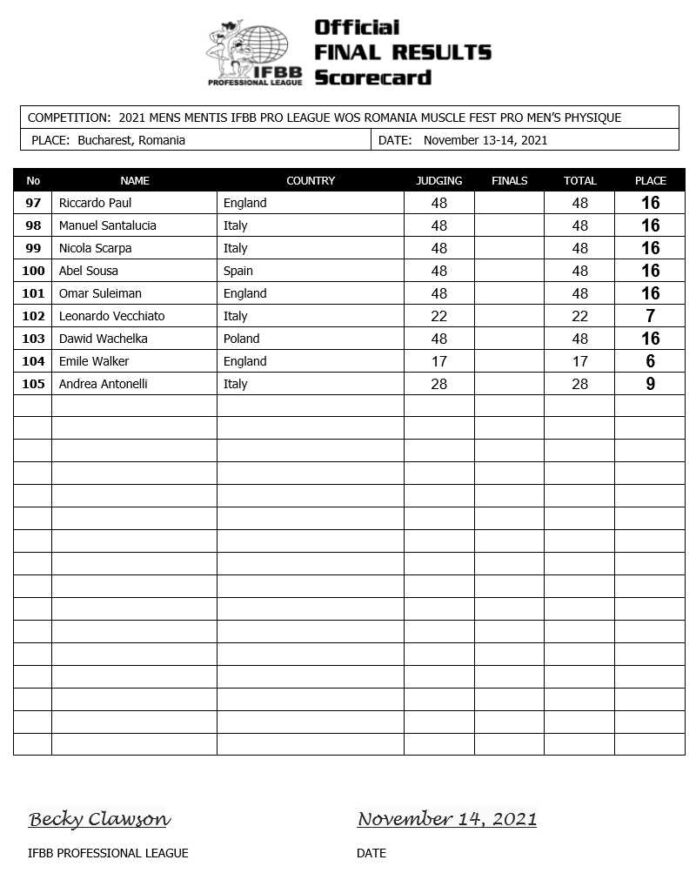 Official
FINAL RESULTS
Scorecard
IFBB
PROFESSIONAL LEAGUE
COMPETITION: 2021 MENS MENTIS IFBB PRO LEAGUE WOS ROMANIA MUSCLE FEST PRO MEN'S PHYSIQUE
PLACE: Bucharest, Romania DATE: November 13-14, 2021
No NAME COUNTRY JUDGING FINALS TOTAL PLACE
97 Riccardo Paul England 48 48 16
98 Manuel Santalucia Italy 48 48 16
99 Nicola Scarpa Italy 48 48 16
100 Abel Sousa Spain 48 48 16
101 Omar Suleiman England 48 48 16
102 Leonardo Vecchiato Italy 22 22 7
103 Dawid Wachelka Poland 48 48 16
104 Emile Walker England 17 17 6
105 Andrea Antonelli Italy 28 28 9
Becky Clawson November 14, 2021
IFBB PROFESSIONAL LEAGUE DATE